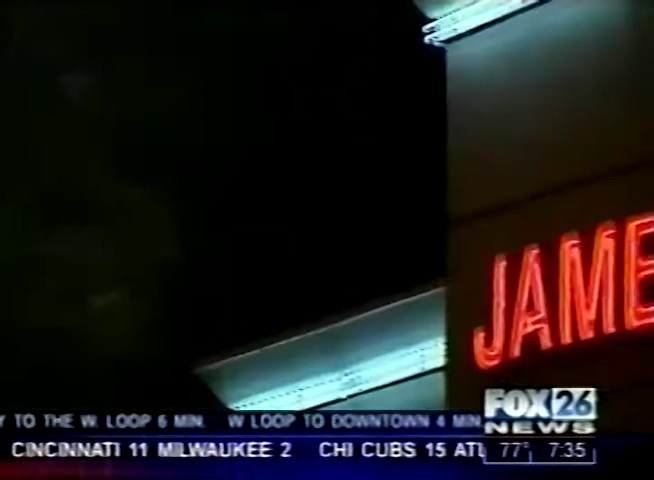 JAME
FOX 26
NEWS
Y TO THE W. LOOP 6 MIN. W LOOP TO DOWNTOWN 4 MIN
CINCINNATI 11 MILWAUKEE 2 CHI CUBS 15 ATL 77° 7:35